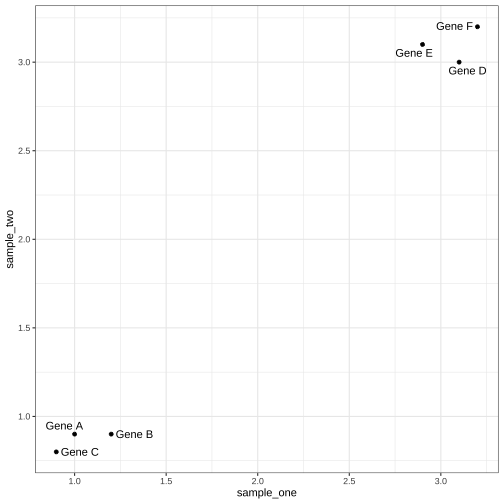 Gene F
Gene E
Gene D
3.0
2.5
2.0
1.5
1.0
sample_two
Gene A
Gene B
Gene C
1.0 1.5 2.0 2.5 3.0
sample_one